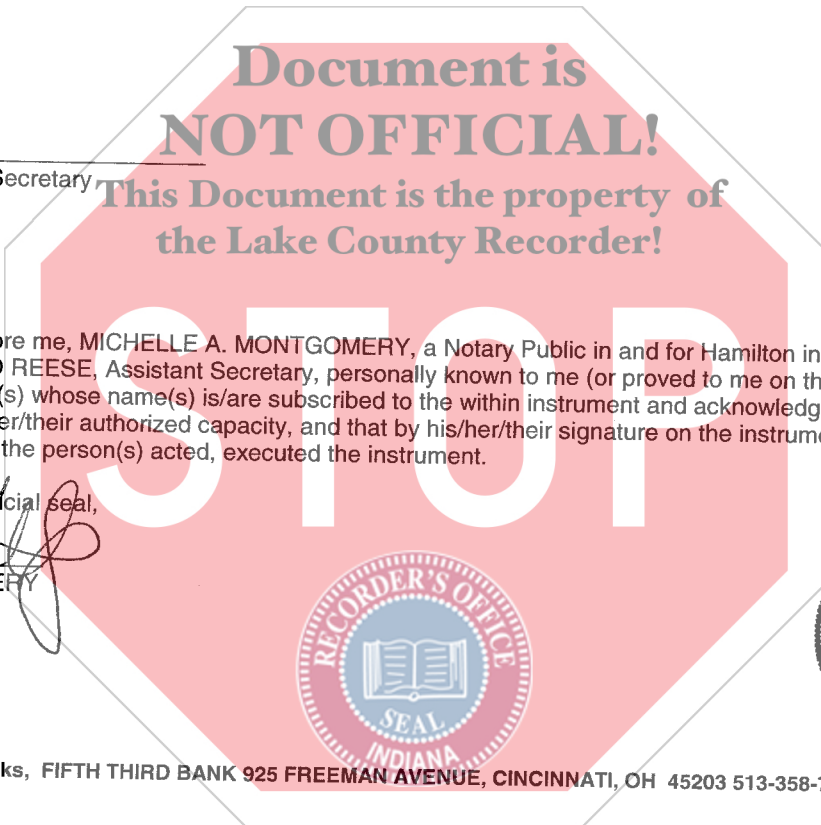 Document is
NOT OFFICIAL!
Secretary
This Document is the property of
the Lake County Recorder!
STOP
ore me, MICHELLE A. MONTGOMERY, a Notary Public in and for Hamilton in
REESE, Assistant Secretary, personally known to me (or proved to me on th
(s) whose name(s) is/are subscribed to the within instrument and acknowledg
er/their authorized capacity, and that by his/her/their signature on the instrume
the person(s) acted, executed the instrument.
cial seal,
ERY
RECORDER'S OFFICE
SEAL
INDIANA
ks, FIFTH THIRD BANK 925 FREEMAN AVENUE, CINCINNATI, OH 45203 513-358-